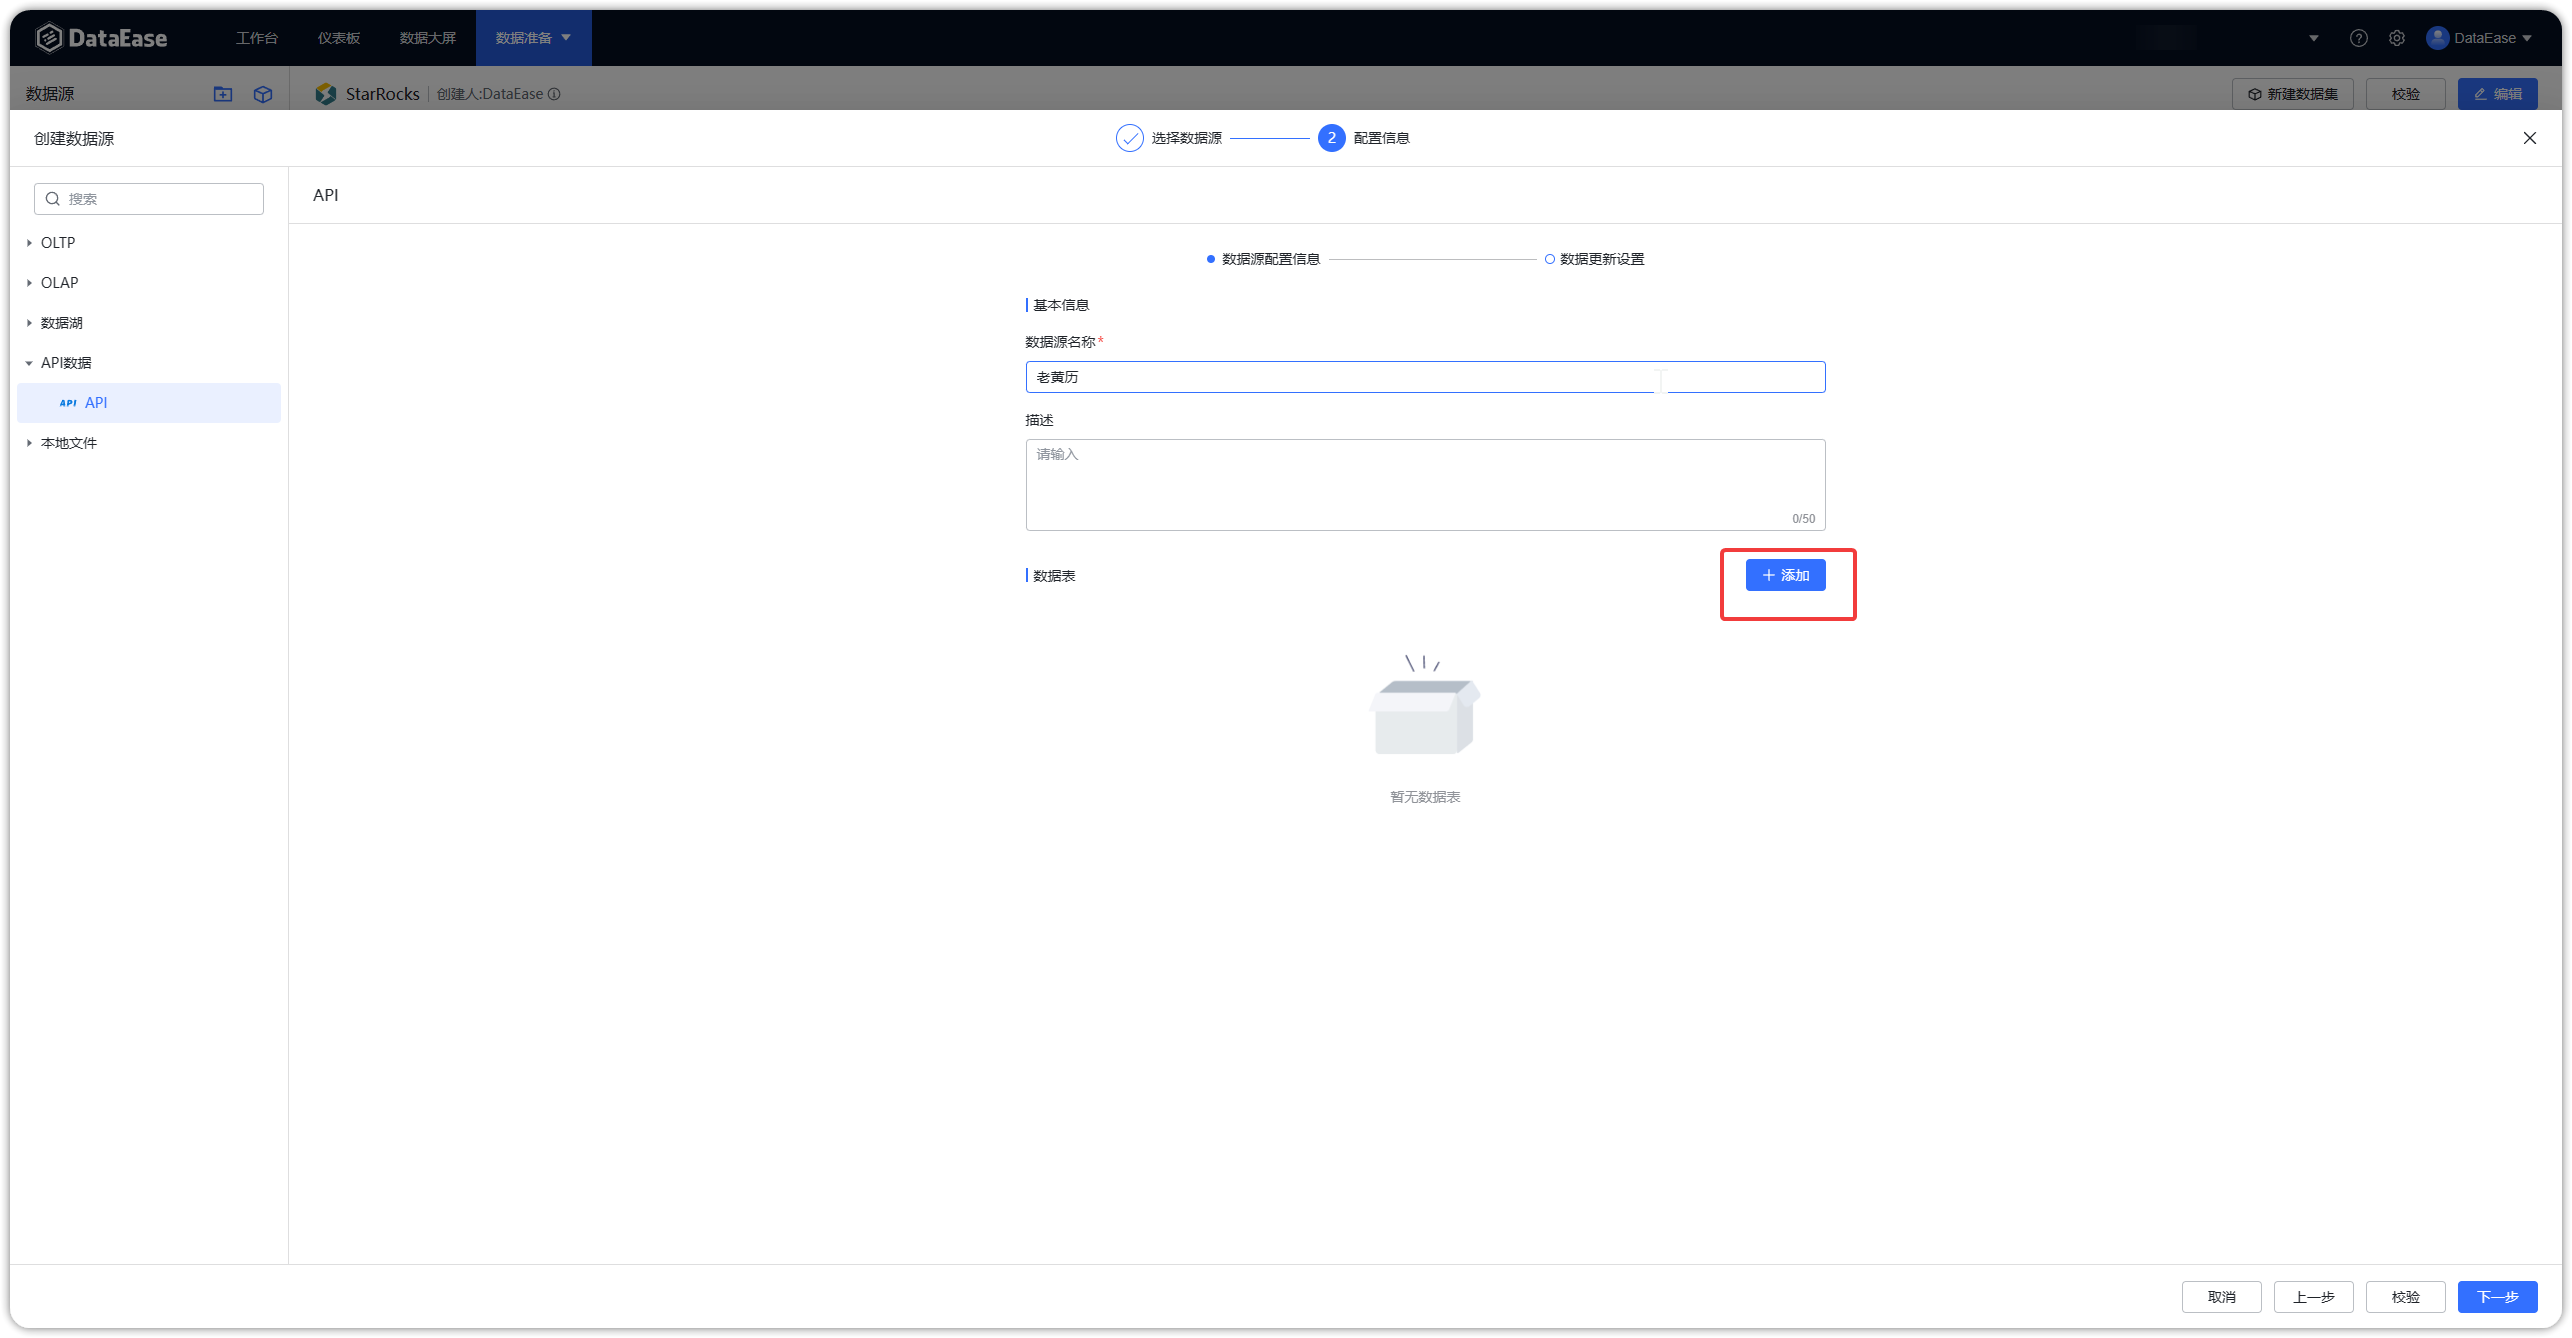 DataEase 工作台 仪表板 数据大屏 数据准备 DataEase
数据源 StarRocks 创建人:DataEase 新建数据集 校验 编辑
创建数据源 选择数据源 2 配置信息
搜索
OLTP
OLAP
数据湖
API数据
API API
本地文件
API
数据源配置信息 数据更新设置
基本信息
数据源名称*
老黄历
描述
请输入
0/50
数据表 添加
暂无数据表
取消 上一步 校验 下一步